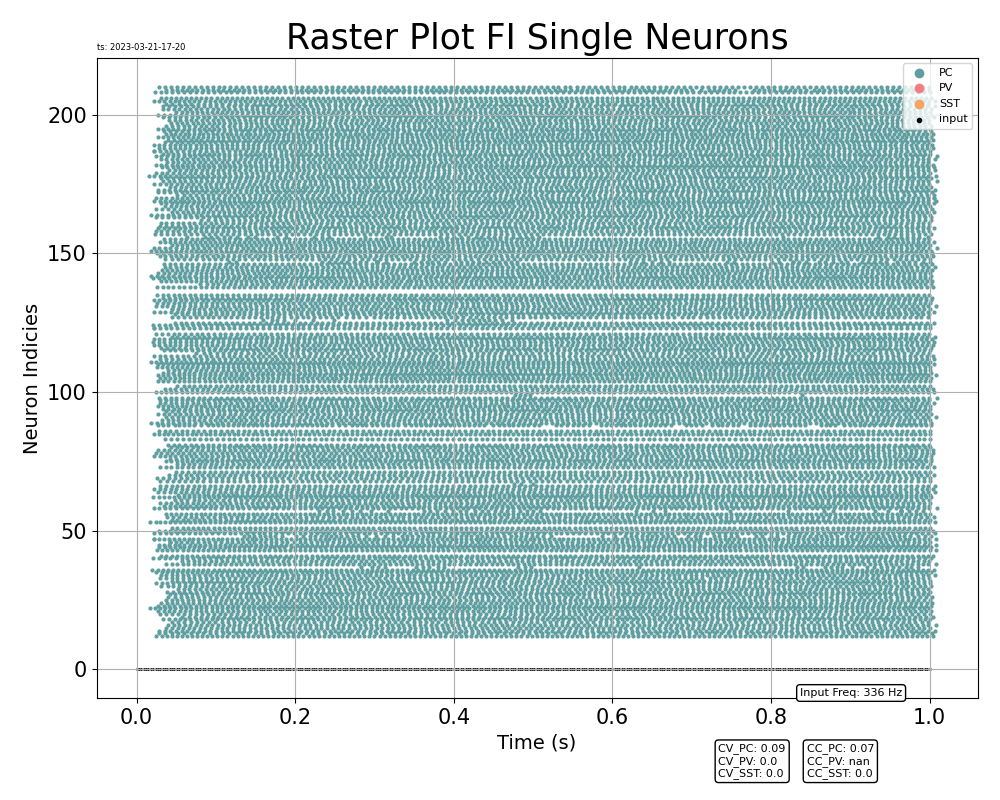 Raster Plot FI Single Neurons
ts: 2023-03-21-17-20
PC
PV
SST
input
200
150
100
50
0
Neuron Indicies
Input Freq: 336 Hz
0.0 0.2 0.4 0.6 0.8 1.0
Time (s)
CV_PC: 0.09
CV_PV: 0.0
CV_SST: 0.0
CC_PC: 0.07
CC_PV: nan
CC_SST: 0.0